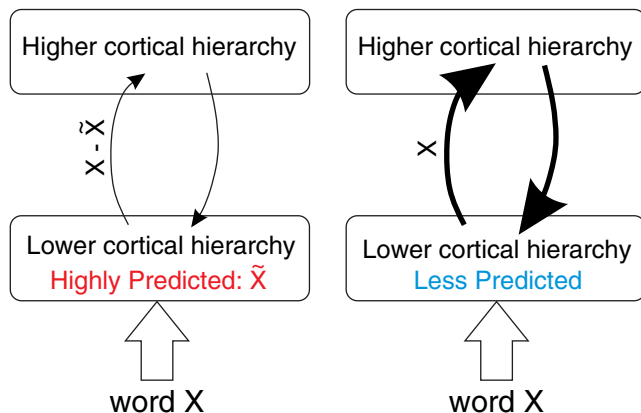 Higher cortical hierarchy
X - X̃
Lower cortical hierarchy
Highly Predicted: X̃
word X
Higher cortical hierarchy
X
Lower cortical hierarchy
Less Predicted
word X